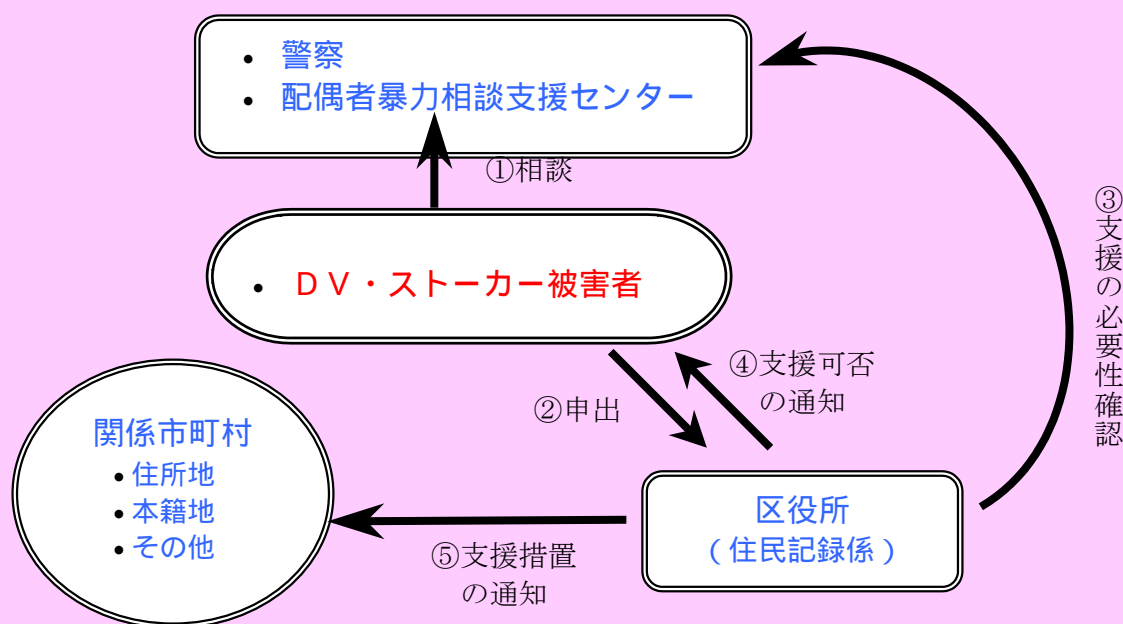 • 警察
• 配偶者暴力相談支援センター
①相談
• ＤＶ・ストーカー被害者
③支援の必要性確認
④支援可否
の通知
②申出
関係市町村
• 住所地
• 本籍地
• その他
区役所
（住民記録係）
⑤支援措置
の通知